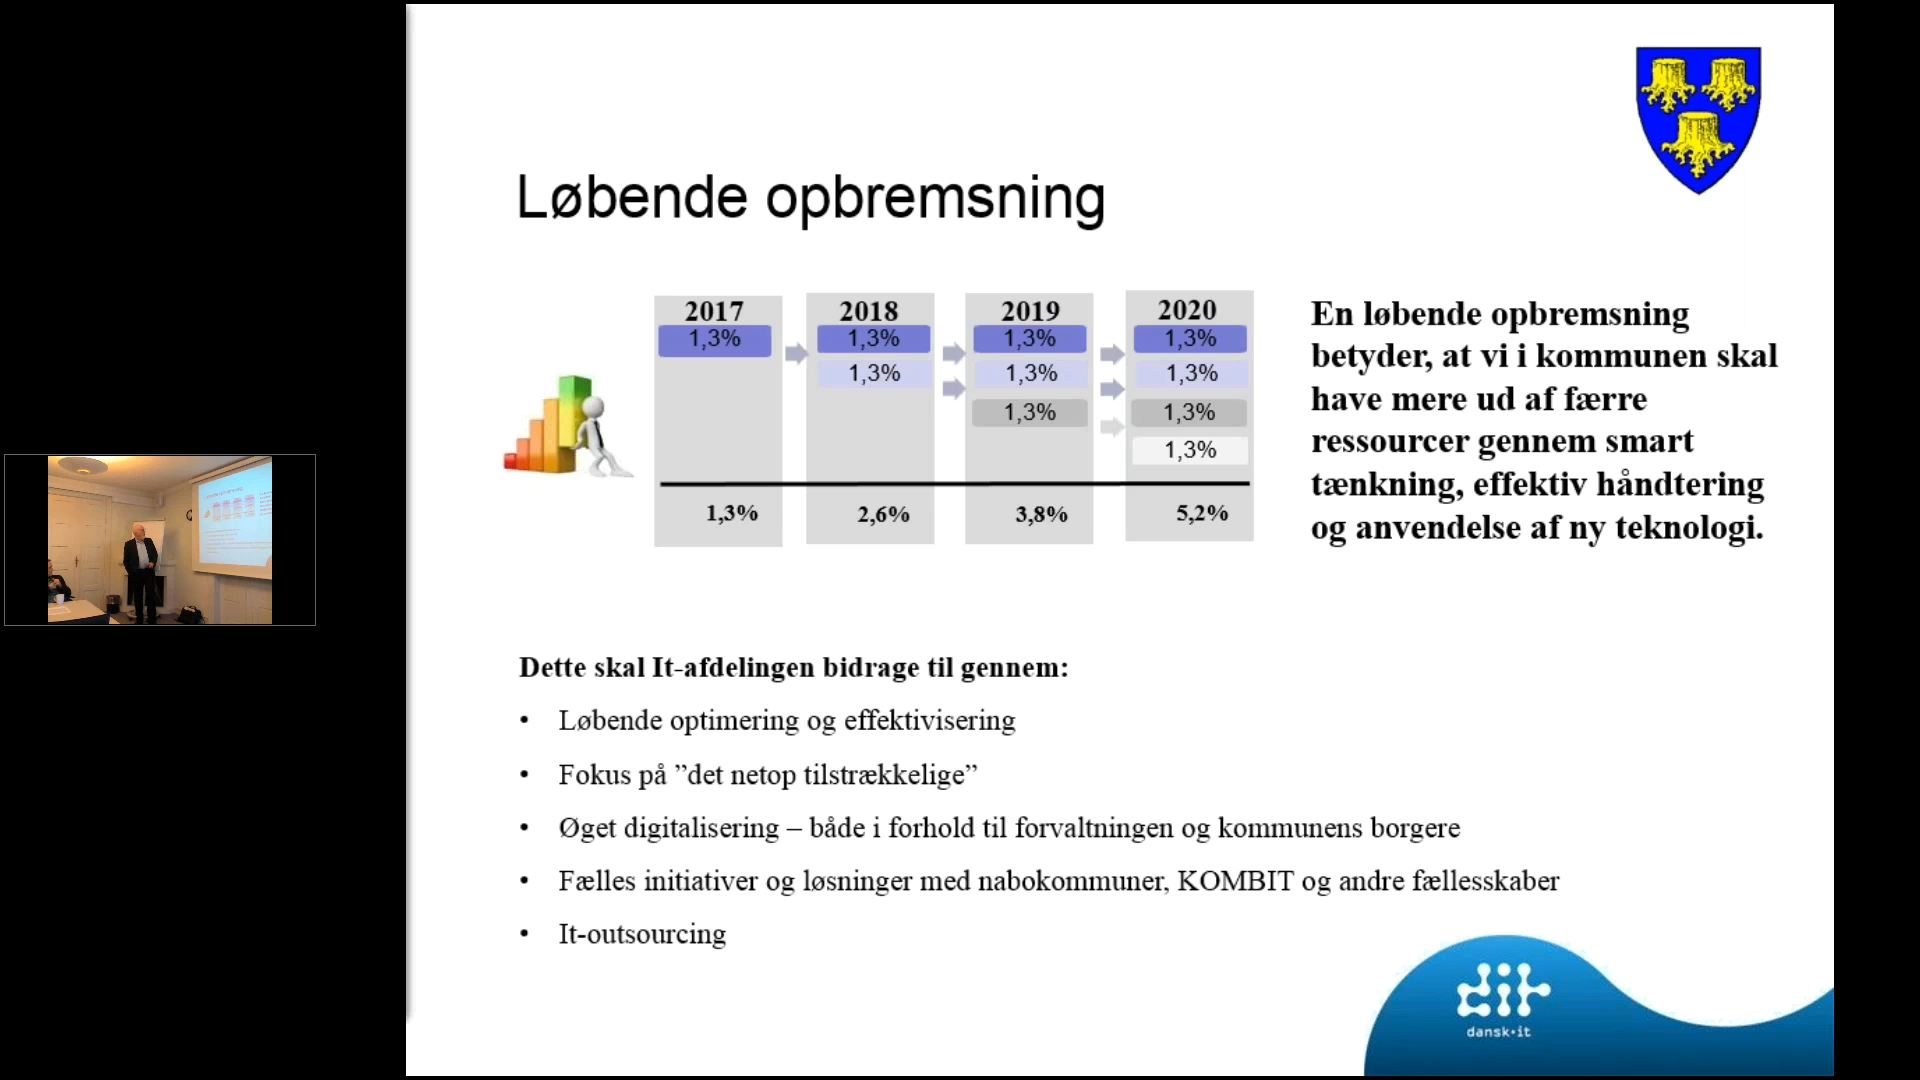 Løbende opbremsning
2017 2018 2019 2020
1,3% 1,3% 1,3% 1,3%
1,3% 1,3% 1,3%
1,3% 1,3%
1,3%
1,3% 2,6% 3,8% 5,2%
En løbende opbremsning
betyder, at vi i kommunen skal
have mere ud af færre
ressourcer gennem smart
tænkning, effektiv håndtering
og anvendelse af ny teknologi.
Dette skal It-afdelingen bidrage til gennem:
• Løbende optimering og effektivisering
• Fokus på ”det netop tilstrækkelige”
• Øget digitalisering – både i forhold til forvaltningen og kommunens borgere
• Fælles initiativer og løsninger med nabokommuner, KOMBIT og andre fællesskaber
• It-outsourcing
dit
dansk·it